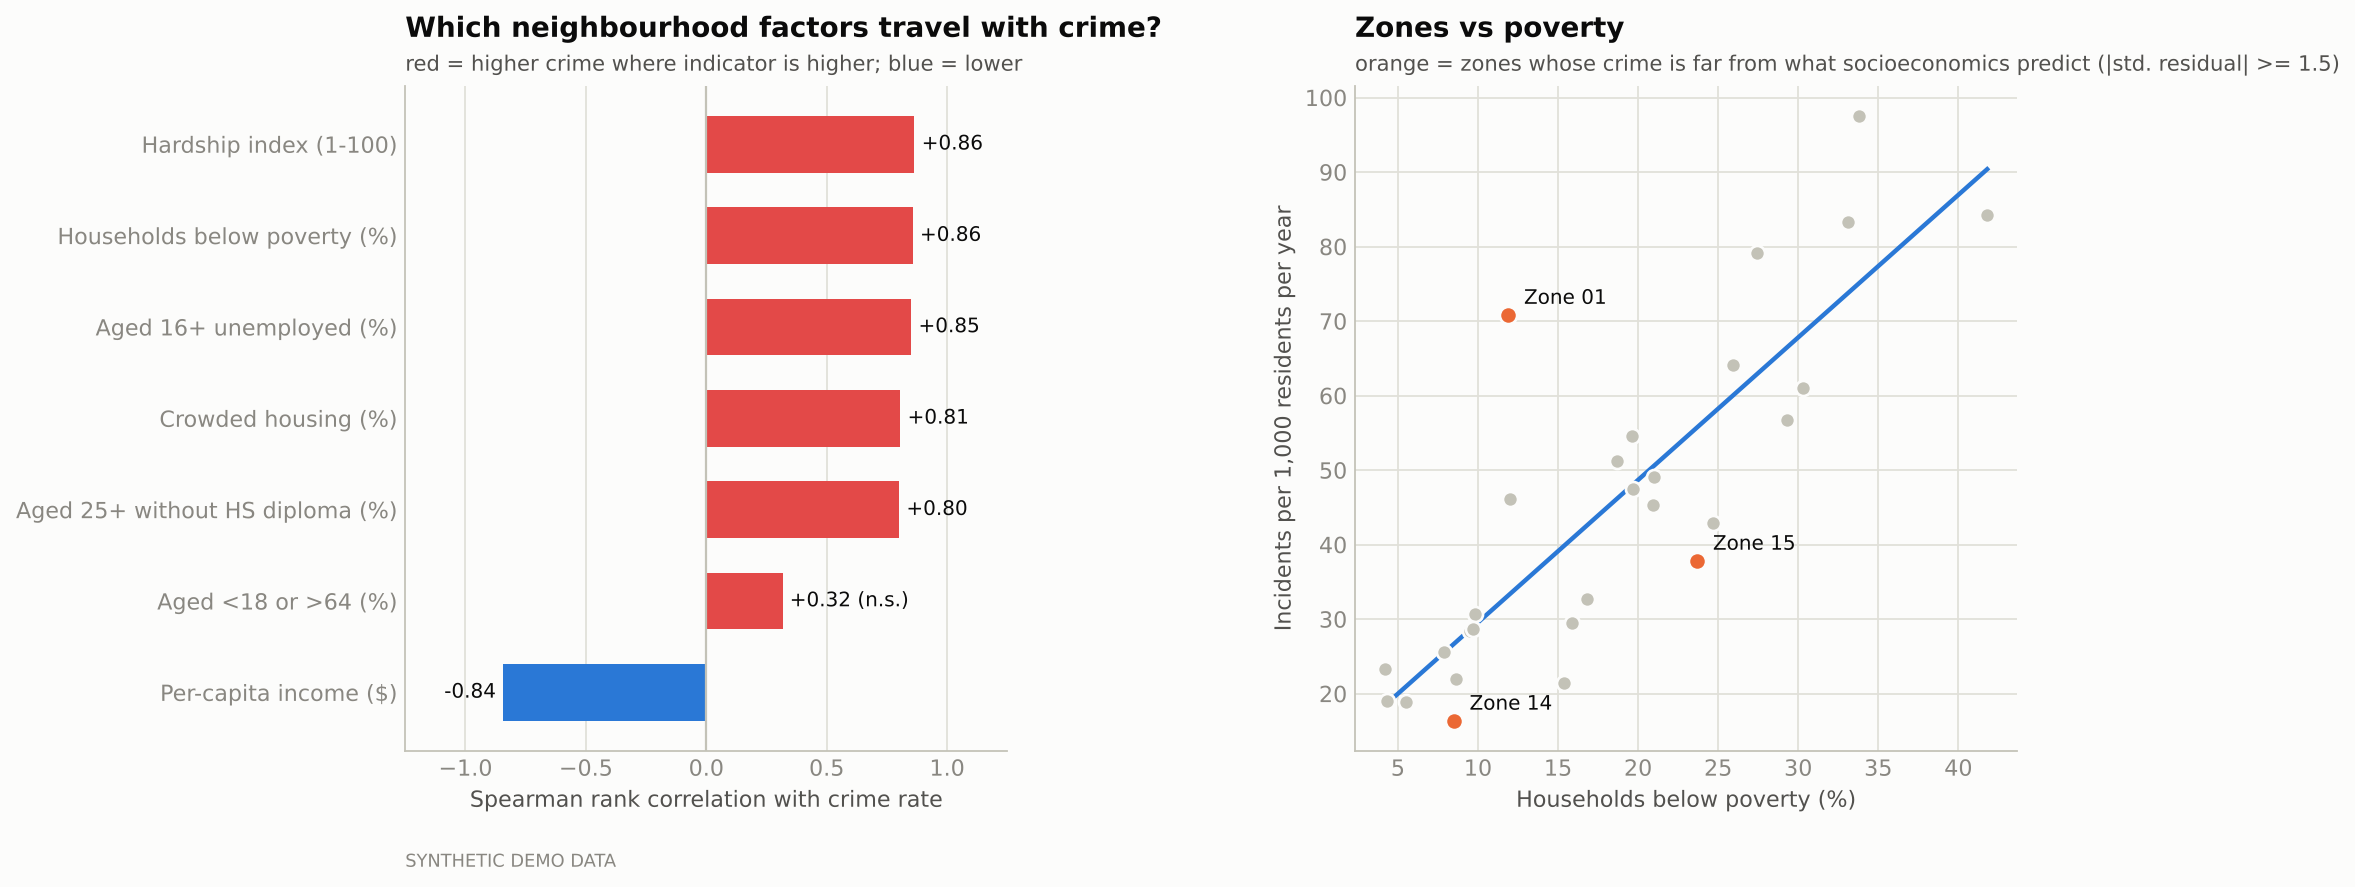 Which neighbourhood factors travel with crime?
red = higher crime where indicator is higher; blue = lower
Hardship index (1-100)
+0.86
Households below poverty (%)
+0.86
Aged 16+ unemployed (%)
+0.85
Crowded housing (%)
+0.81
Aged 25+ without HS diploma (%)
+0.80
Aged <18 or >64 (%)
+0.32 (n.s.)
Per-capita income ($)
-0.84
−1.0 −0.5 0.0 0.5 1.0
Spearman rank correlation with crime rate
SYNTHETIC DEMO DATA
Zones vs poverty
orange = zones whose crime is far from what socioeconomics predict (|std. residual| >= 1.5)
Incidents per 1,000 residents per year
100
90
80
70
60
50
40
30
20
Zone 01
Zone 15
Zone 14
5 10 15 20 25 30 35 40
Households below poverty (%)